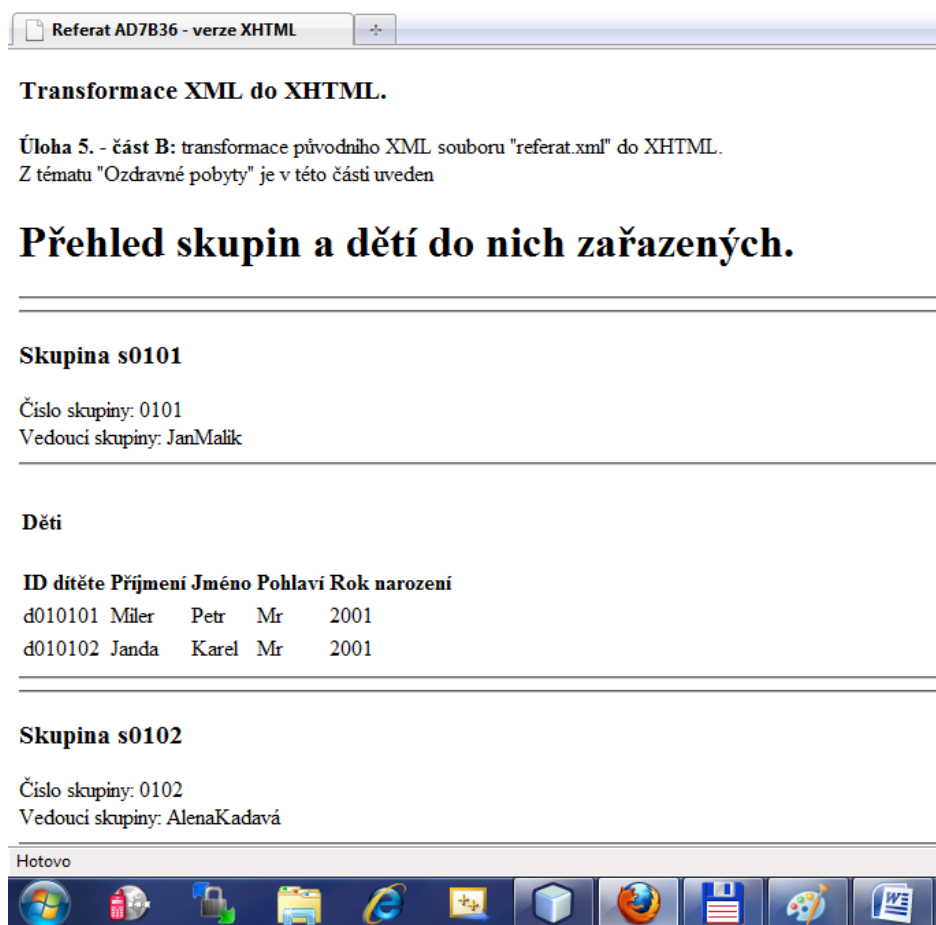 Referat AD7B36 - verze XHTML
Transformace XML do XHTML.
Úloha 5. - část B: transformace původního XML souboru "referat.xml" do XHTML.
Z tématu "Ozdravné pobyty" je v této části uveden
Přehled skupin a dětí do nich zařazených.
Skupina s0101
Číslo skupiny: 0101
Vedoucí skupiny: JanMalík
Děti
ID dítěte Příjmení Jméno Pohlaví Rok narození
d010101 Miler Petr Mr 2001
d010102 Janda Karel Mr 2001
Skupina s0102
Číslo skupiny: 0102
Vedoucí skupiny: AlenaKadavá
Hotovo